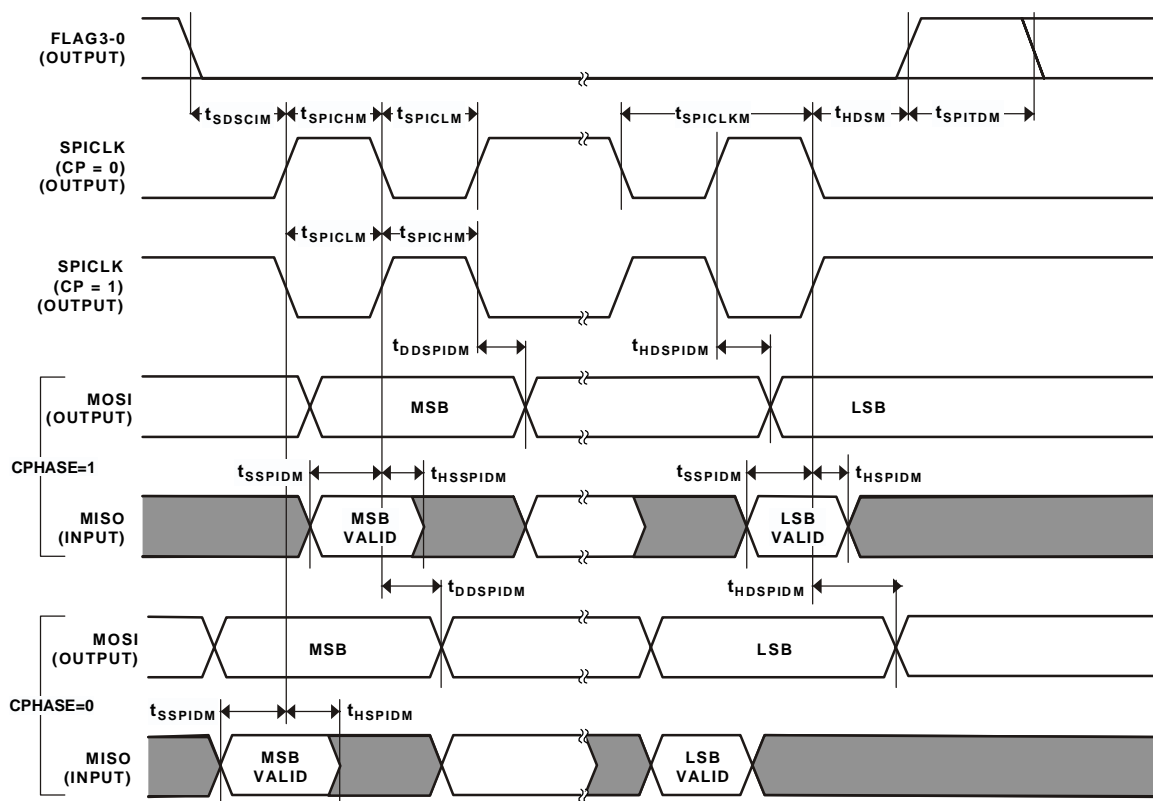 FLAG3-0
(OUTPUT)
tSDSCIM
tSPICHM
tSPICLM
tSPICLKM
tHDSM
tSPITDM
SPICLK
(CP = 0)
(OUTPUT)
tSPICLM
tSPICHM
SPICLK
(CP = 1)
(OUTPUT)
tDDSPIDM
tHDSPIDM
MOSI
(OUTPUT)
MSB
LSB
CPHASE=1
tSSPIDM
tHSSPIDM
tSSPIDM
tHSPIDM
MISO
(INPUT)
MSB
VALID
LSB
VALID
tDDSPIDM
tHDSPIDM
MOSI
(OUTPUT)
MSB
LSB
CPHASE=0
tSSPIDM
tHSPIDM
MISO
(INPUT)
MSB
VALID
LSB
VALID